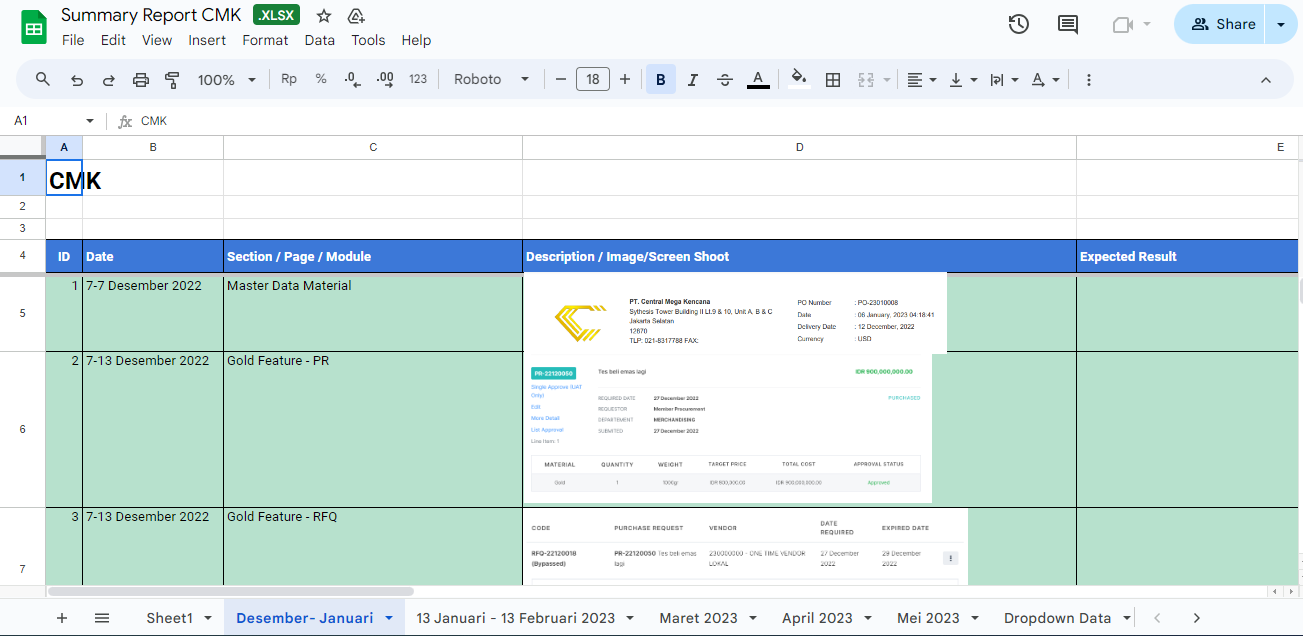 Summary Report CMK .XLSX
File Edit View Insert Format Data Tools Help
Share
100% Rp % .0 .00 123 Roboto 18 B I A
A1 fx CMK
A B C D E
1 CMK
2
3
4 ID Date Section / Page / Module Description / Image/Screen Shoot Expected Result
5 1 7-7 Desember 2022 Master Data Material
PT. Central Mega Kencana PO Number : PO-23010008
Sythesis Tower Building II Lt.9 & 10, Unit A, B & C Date : 06 January, 2023 04:18:41
Jakarta Selatan Delivery Date : 12 December, 2022
12870 Currency : USD
TLP: 021-8317788 FAX:
6 2 7-13 Desember 2022 Gold Feature - PR
PR-22120050 Tes beli emas lagi IDR 900,000,000.00
Single Approve (UAT Only)
REQUIRED DATE 27 December 2022 PURCHASED
Edit REQUESTOR Member Procurement
More Detail DEPARTEMENT MERCHANDISING
List Approval SUBMITED 27 December 2022
Line Item: 1
MATERIAL QUANTITY WEIGHT TARGET PRICE TOTAL COST APPROVAL STATUS
Gold 1 1000gr IDR 900,000.00 IDR 900,000,000.00 Approved
7 3 7-13 Desember 2022 Gold Feature - RFQ
CODE PURCHASE REQUEST VENDOR DATE REQUIRED EXPIRED DATE
RFQ-22120018 PR-22120050 Tes beli emas 230000000 - ONE TIME VENDOR 27 December 29 December
(Bypassed) lagi LOKAL 2022 2022
Sheet1 Desember- Januari 13 Januari - 13 Februari 2023 Maret 2023 April 2023 Mei 2023 Dropdown Data